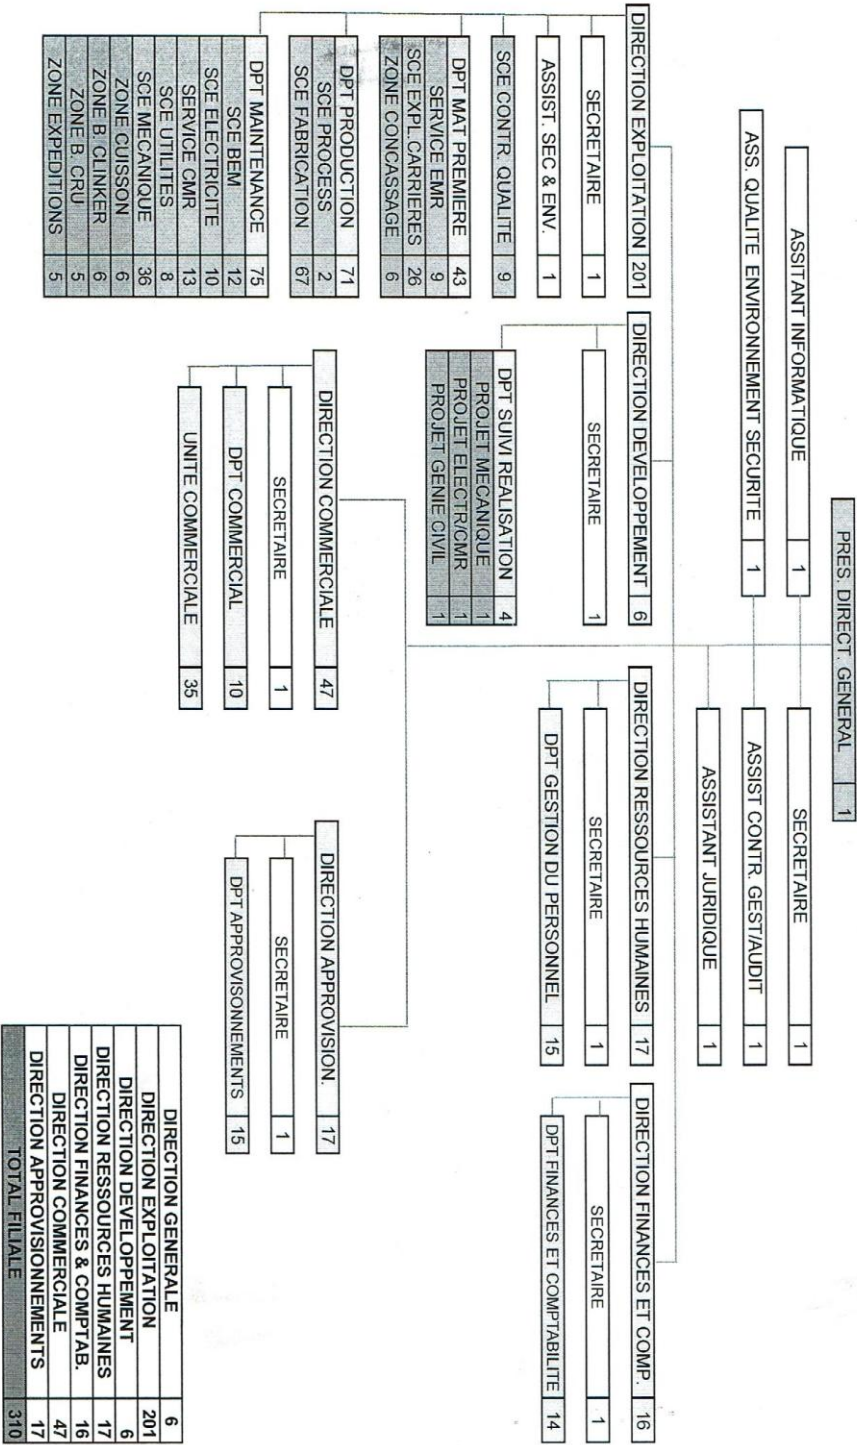 PRES. DIRECT. GENERAL 1
ASSITANT INFORMATIQUE 1
SECRETAIRE 1
ASS. QUALITE ENVIRONNEMENT SECURITE 1
ASSIST CONTR. GEST/AUDIT 1
ASSISTANT JURIDIQUE 1
DIRECTION EXPLOITATION 201
SECRETAIRE 1
ASSIST. SEC & ENV. 1
SCE CONTR. QUALITE 9
DPT MAT PREMIERE 43
SERVICE EMR 9
SCE EXPL.CARRIERES 26
ZONE CONCASSAGE 6
DPT PRODUCTION 71
SCE PROCESS 2
SCE FABRICATION 67
DPT MAINTENANCE 75
SCE BEM 12
SCE ELECTRICITE 10
SERVICE CMR 13
SCE UTILITES 8
SCE MECANIQUE 36
ZONE CUISSON 6
ZONE B. CLINKER 6
ZONE B. CRU 5
ZONE EXPEDITIONS 5
DIRECTION DEVELOPPEMENT 6
SECRETAIRE 1
DPT SUIVI REALISATION 4
PROJET MECANIQUE 1
PROJET ELECTR/CMR 1
PROJET GENIE CIVIL 1
DIRECTION RESSOURCES HUMAINES 17
SECRETAIRE 1
DPT GESTION DU PERSONNEL 15
DIRECTION FINANCES ET COMP. 16
SECRETAIRE 1
DPT FINANCES ET COMPTABILITE 14
DIRECTION COMMERCIALE 47
SECRETAIRE 1
DPT COMMERCIAL 10
UNITE COMMERCIALE 35
DIRECTION APPROVISION. 17
SECRETAIRE 1
DPT APPROVISONNEMENTS 15
DIRECTION GENERALE 6
DIRECTION EXPLOITATION 201
DIRECTION DEVELOPPEMENT 6
DIRECTION RESSOURCES HUMAINES 17
DIRECTION FINANCES & COMPTAB. 16
DIRECTION COMMERCIALE 47
DIRECTION APPROVISIONNEMENTS 17
TOTAL FILIALE 310